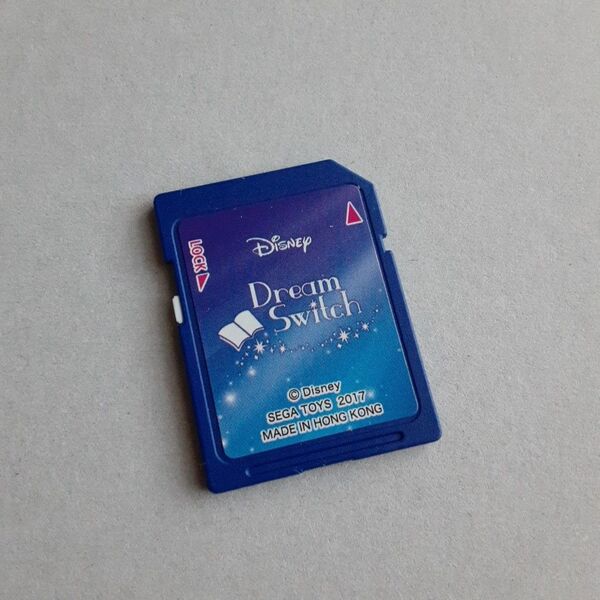 LOCK
Disney
Dream
Switch
© Disney
SEGA TOYS 2017
MADE IN HONG KONG